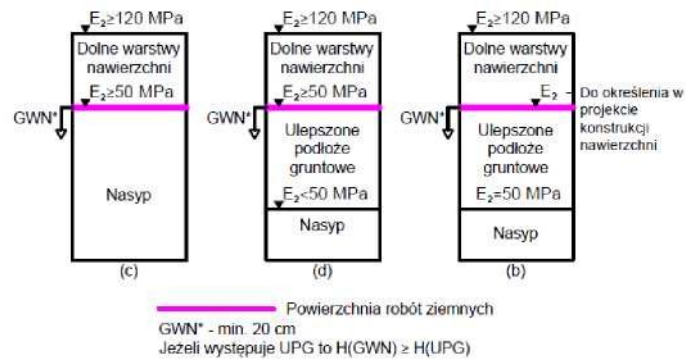 E₂≥120 MPa
Dolne warstwy
nawierzchni
E₂≥50 MPa
GWN*
Nasyp
(c)
E₂≥120 MPa
Dolne warstwy
nawierzchni
E₂≥50 MPa
GWN*
Ulepszone
podłoże
gruntowe
E₂<50 MPa
Nasyp
(d)
E₂≥120 MPa
Dolne warstwy
nawierzchni
E₂ - Do określenia w
projekcie
konstrukcji
nawierzchni
GWN*
Ulepszone
podłoże
gruntowe
E₂=50 MPa
Nasyp
(b)
Powierzchnia robót ziemnych
GWN* - min. 20 cm
Jeżeli występuje UPG to H(GWN) ≥ H(UPG)